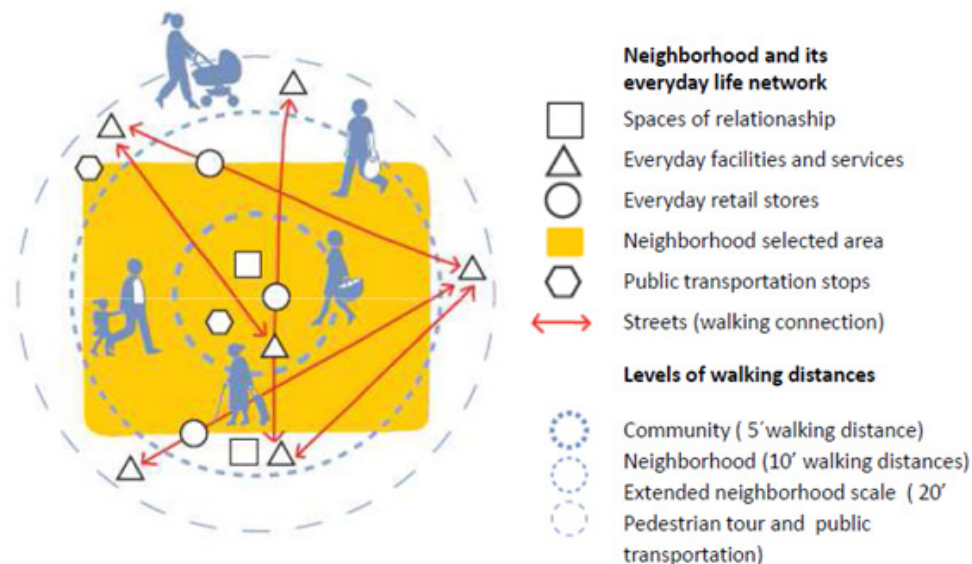 Neighborhood and its
everyday life network
Spaces of relationaship
Everyday facilities and services
Everyday retail stores
Neighborhood selected area
Public transportation stops
Streets (walking connection)
Levels of walking distances
Community ( 5´walking distance)
Neighborhood (10′ walking distances)
Extended neighborhood scale ( 20′
Pedestrian tour and public
transportation)